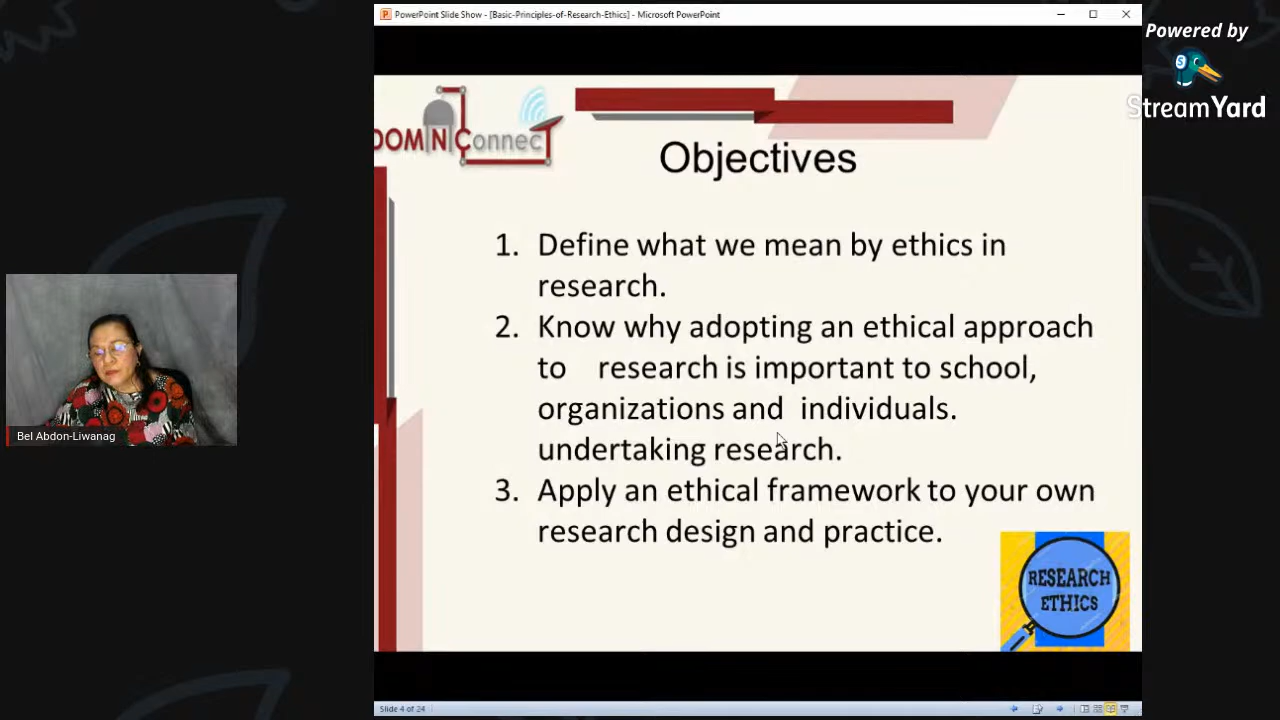 PowerPoint Slide Show - [Basic-Principles-of-Research-Ethics] - Microsoft PowerPoint
Powered by
StreamYard
DOMINConnecT
Objectives
1. Define what we mean by ethics in
research.
2. Know why adopting an ethical approach
to research is important to school,
organizations and individuals.
undertaking research.
3. Apply an ethical framework to your own
research design and practice.
RESEARCH
ETHICS
Bel Abdon-Liwanag
Slide 4 of 24